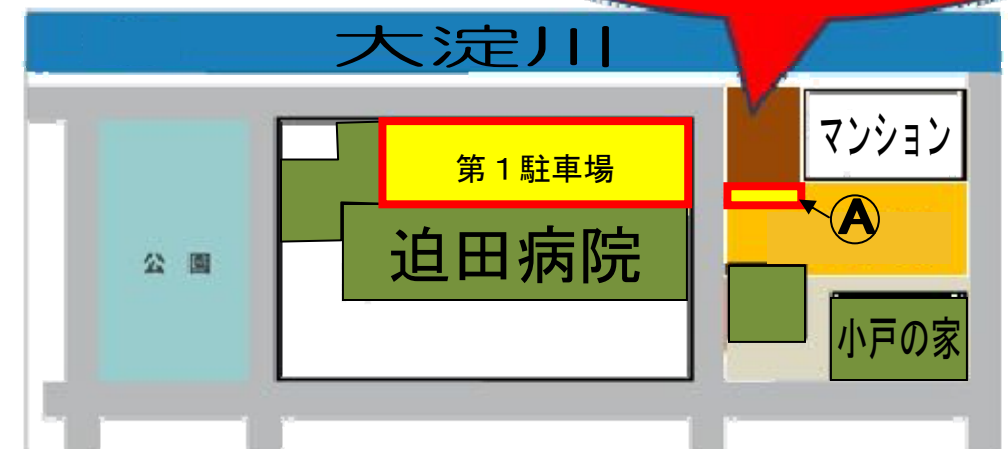 大淀川
マンション
第１駐車場
Ⓐ
迫田病院
公園
小戸の家